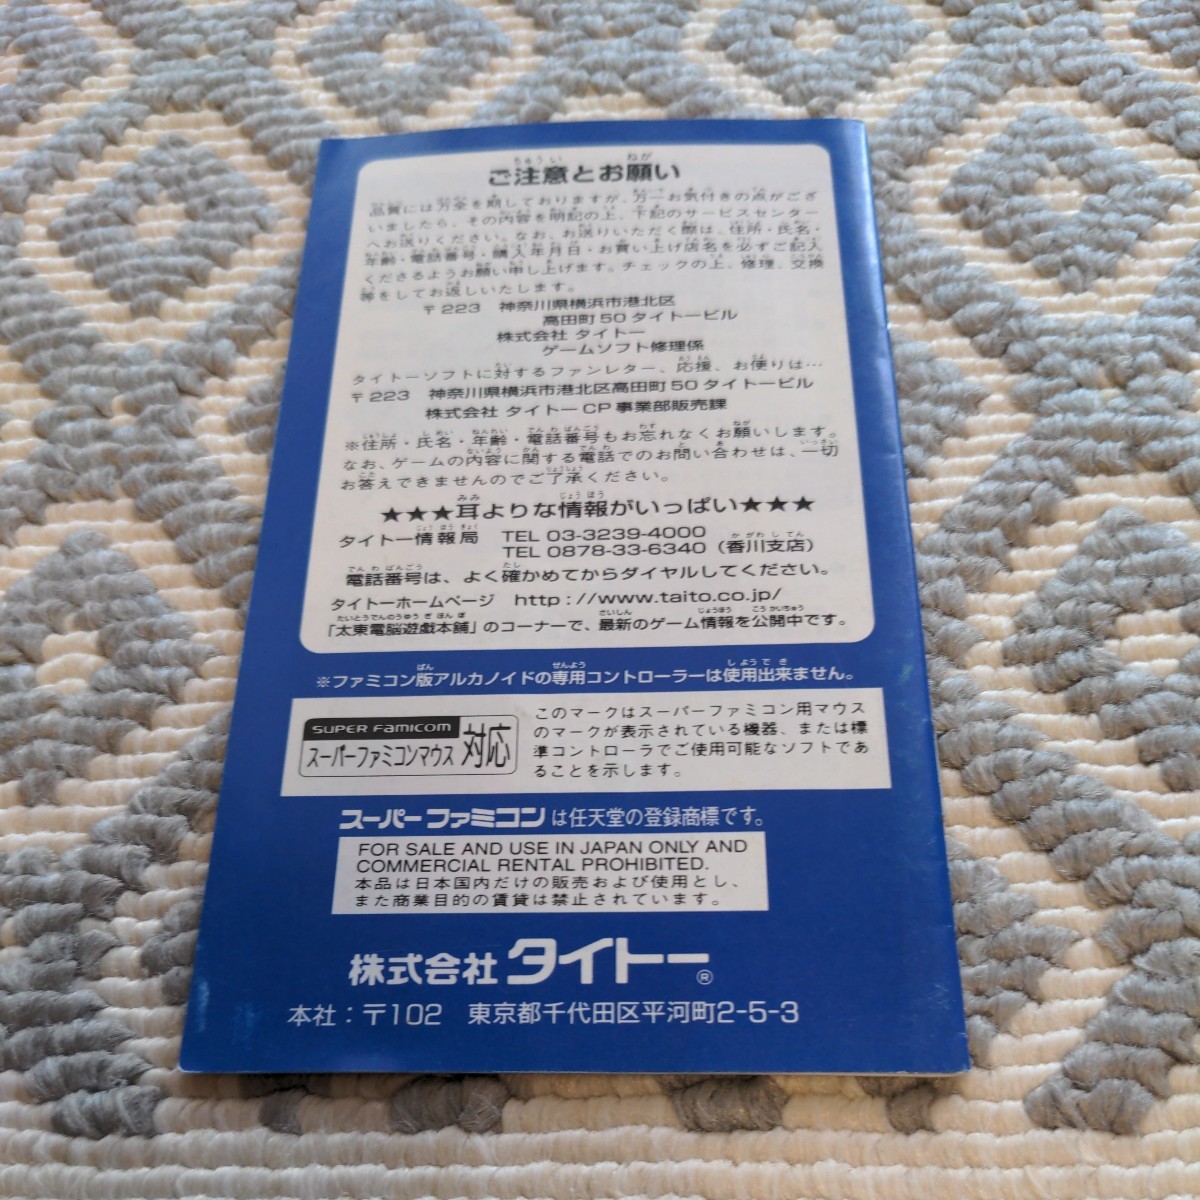 ご注意とお願い
品質には万全を期しておりますが、万一お気付きの点がござ
いましたら、その内容を明記の上、下記のサービスセンター
へお送りください。なお、お送りいただく際は、住所・氏名・
年齢・電話番号・購入年月日・お買い上げ店名を必ずご記入
くださるようお願い申し上げます。チェックの上、修理、交換
等をしてお返しいたします。
〒223 神奈川県横浜市港北区
高田町50 タイトービル
株式会社 タイトー
ゲームソフト修理係
タイトーソフトに対するファンレター、応援、お便りは…
〒223 神奈川県横浜市港北区高田町50 タイトービル
株式会社 タイトーCP事業部販売課
※住所・氏名・年齢・電話番号もお忘れなくお願いします。
なお、ゲームの内容に関する電話でのお問い合わせは、一切
お答えできませんのでご了承ください。
★★★耳よりな情報がいっぱい★★★
タイトー情報局 TEL 03-3239-4000
TEL 0878-33-6340（香川支店）
電話番号は、よく確かめてからダイヤルしてください。
タイトーホームページ http://www.taito.co.jp/
「太東電脳遊戯本舗」のコーナーで、最新のゲーム情報を公開中です。
※ファミコン版アルカノイドの専用コントローラーは使用出来ません。
SUPER FAMICOM
スーパーファミコンマウス 対応
このマークはスーパーファミコン用マウス
のマークが表示されている機器、または標
準コントローラでご使用可能なソフトであ
ることを示します。
スーパーファミコンは任天堂の登録商標です。
FOR SALE AND USE IN JAPAN ONLY AND
COMMERCIAL RENTAL PROHIBITED.
本品は日本国内だけの販売および使用とし、
また商業目的の賃貸は禁止されています。
株式会社 タイトー®
本社：〒102 東京都千代田区平河町2-5-3